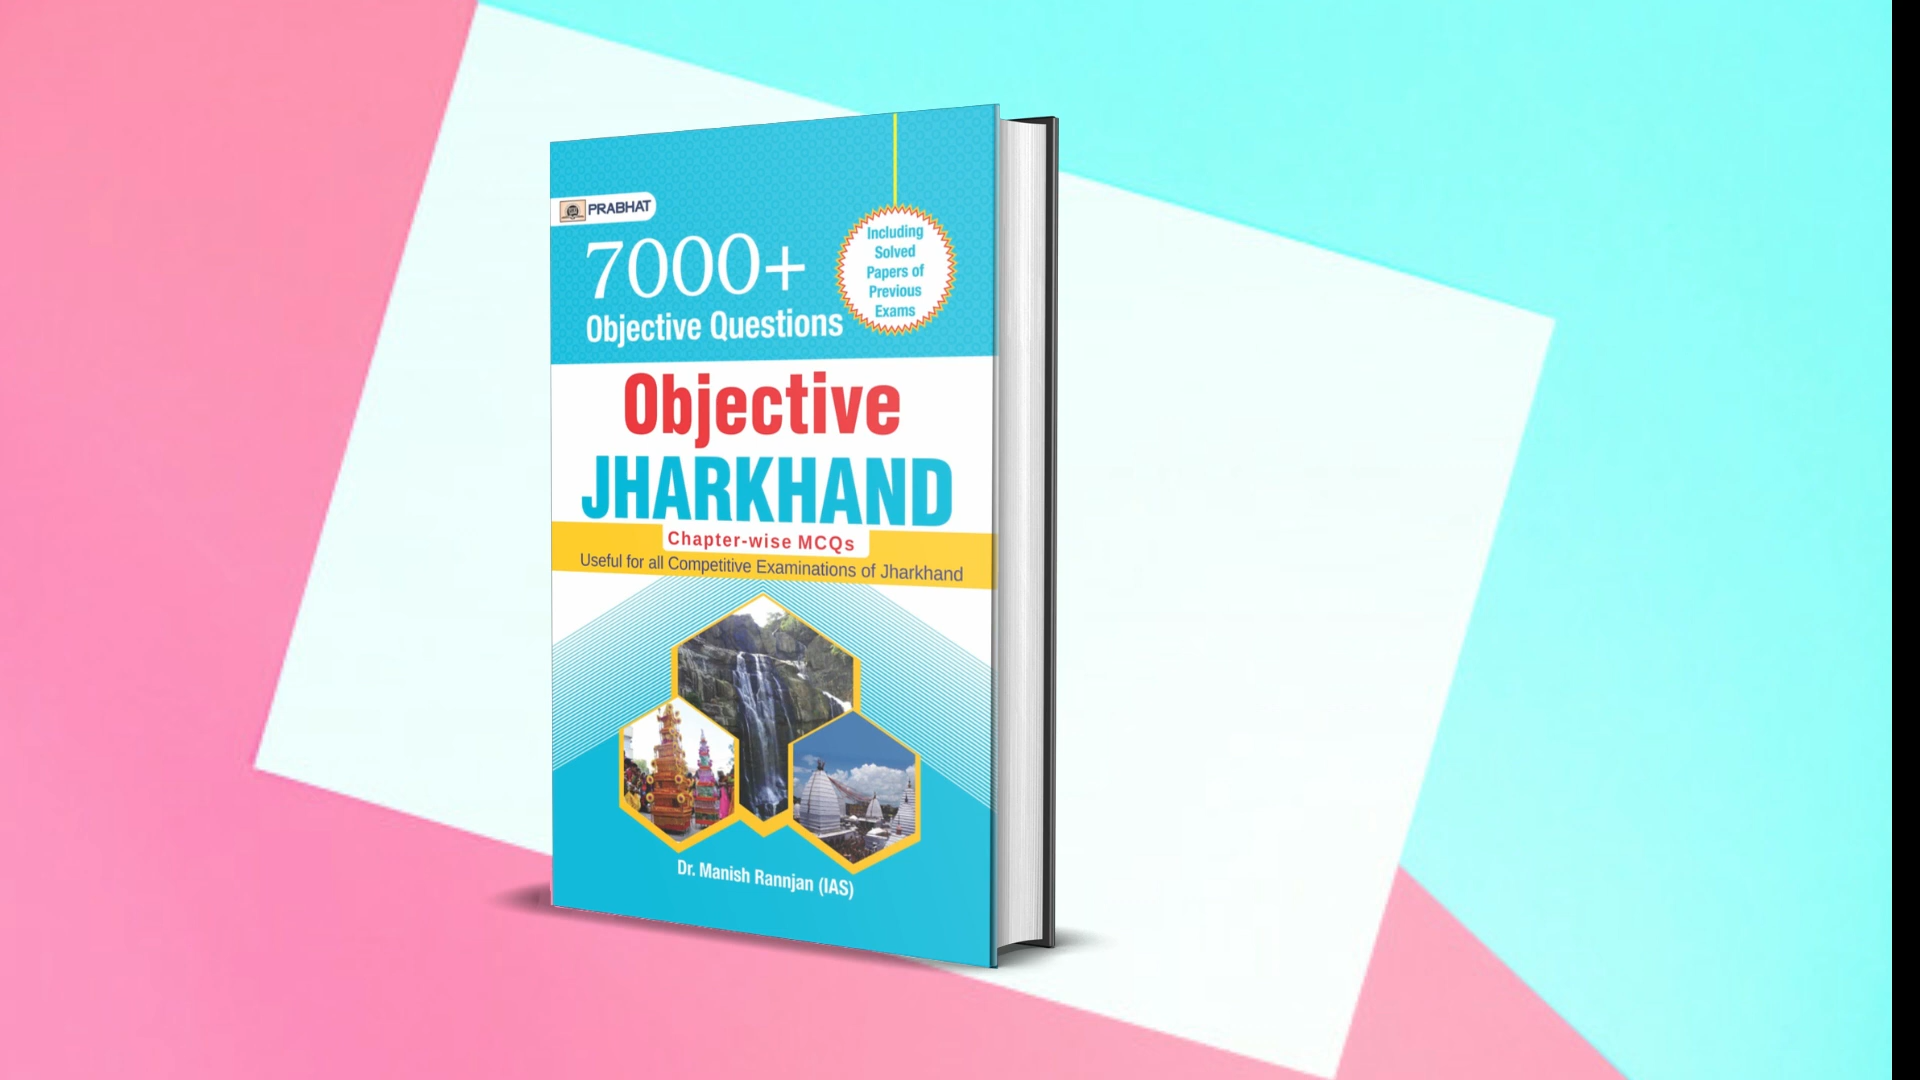 PRABHAT
7000+
Objective Questions
Including
Solved
Papers of
Previous
Exams
Objective
JHARKHAND
Chapter-wise MCQs
Useful for all Competitive Examinations of Jharkhand
Dr. Manish Rannjan (IAS)